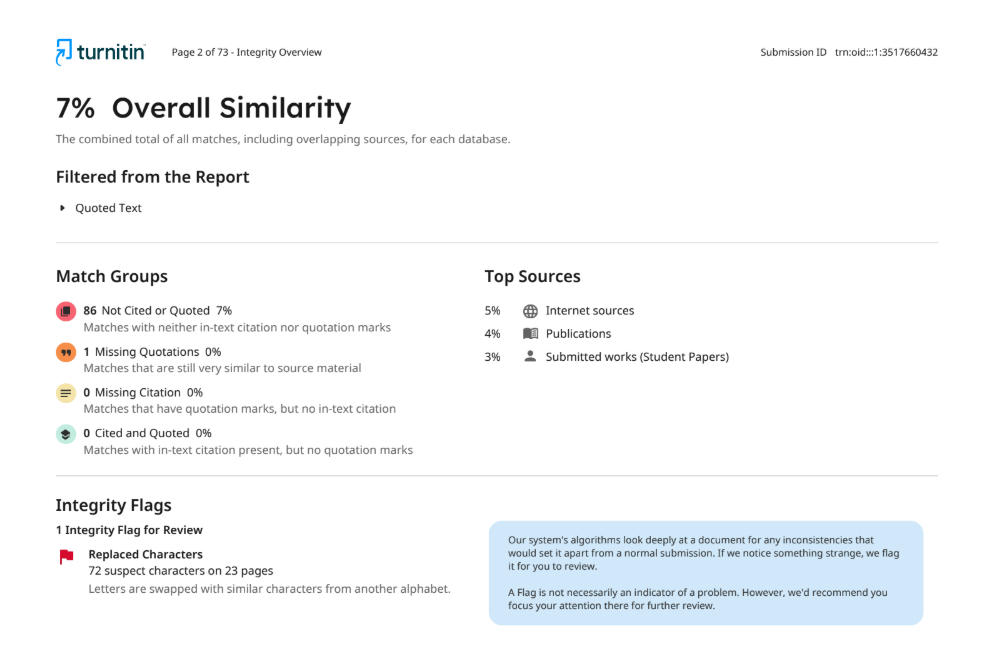 turnitin
Page 2 of 73 - Integrity Overview
Submission ID trn:oid:::1:3517660432
7% Overall Similarity
The combined total of all matches, including overlapping sources, for each database.
Filtered from the Report
Quoted Text
Match Groups
86 Not Cited or Quoted 7%
Matches with neither in-text citation nor quotation marks
1 Missing Quotations 0%
Matches that are still very similar to source material
0 Missing Citation 0%
Matches that have quotation marks, but no in-text citation
0 Cited and Quoted 0%
Matches with in-text citation present, but no quotation marks
Top Sources
5% Internet sources
4% Publications
3% Submitted works (Student Papers)
Integrity Flags
1 Integrity Flag for Review
Replaced Characters
72 suspect characters on 23 pages
Letters are swapped with similar characters from another alphabet.
Our system's algorithms look deeply at a document for any inconsistencies that
would set it apart from a normal submission. If we notice something strange, we flag
it for you to review.
A Flag is not necessarily an indicator of a problem. However, we'd recommend you
focus your attention there for further review.